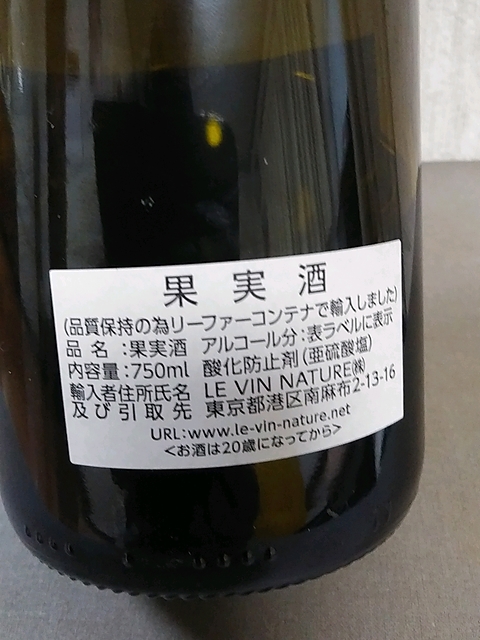 果実酒
(品質保持の為リーファーコンテナで輸入しました)
品名:果実酒 アルコール分:表ラベルに表示
内容量:750ml 酸化防止剤(亜硫酸塩)
輸入者住所氏名 LE VIN NATURE㈱
及び引取先 東京都港区南麻布2-13-16
URL:www.le-vin-nature.net
<お酒は20歳になってから>